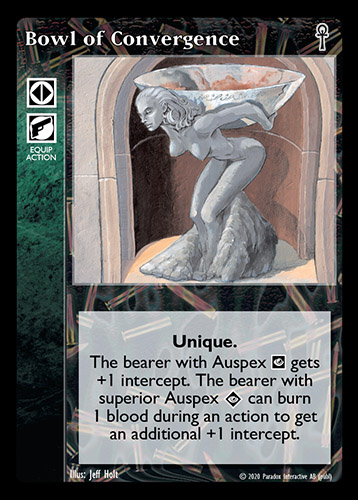 Bowl of Convergence
EQUIP
ACTION
Unique.
The bearer with Auspex gets
+1 intercept. The bearer with
superior Auspex can burn
1 blood during an action to get
an additional +1 intercept.
Illus: Jeff Holt
© 2020 Paradox Interactive AB (publ)